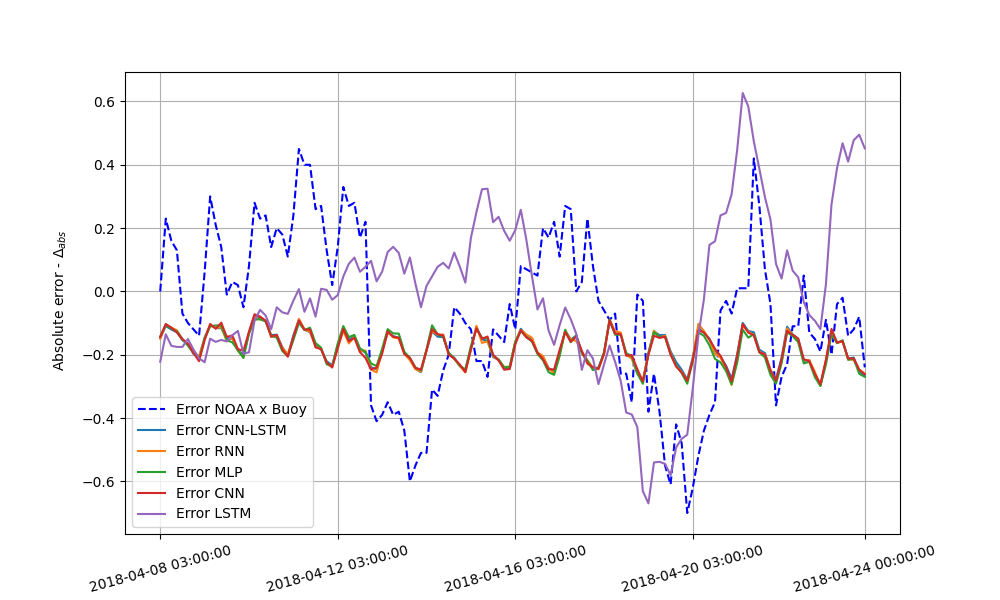 0.6
0.4
0.2
0.0
−0.2
−0.4
−0.6
Absolute error - Δabs
Error NOAA x Buoy
Error CNN-LSTM
Error RNN
Error MLP
Error CNN
Error LSTM
2018-04-08 03:00:00
2018-04-12 03:00:00
2018-04-16 03:00:00
2018-04-20 03:00:00
2018-04-24 00:00:00